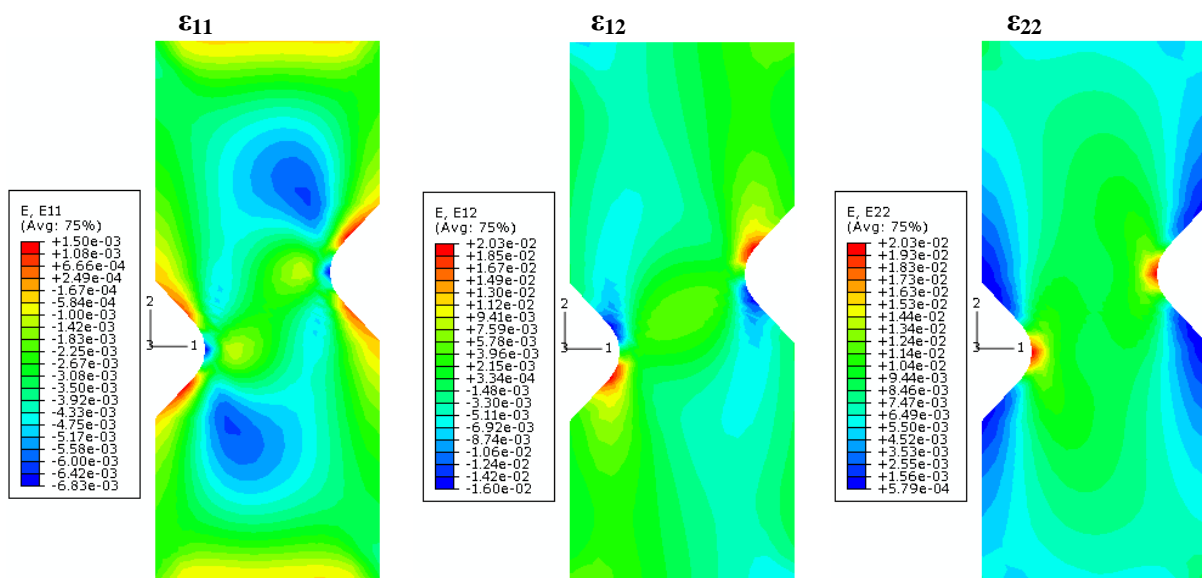 ε11
ε12
ε22
E, E11
(Avg: 75%)
+1.50e-03
+1.08e-03
+6.66e-04
+2.49e-04
-1.67e-04
-5.84e-04
-1.00e-03
-1.42e-03
-1.83e-03
-2.25e-03
-2.67e-03
-3.08e-03
-3.50e-03
-3.92e-03
-4.33e-03
-4.75e-03
-5.17e-03
-5.58e-03
-6.00e-03
-6.42e-03
-6.83e-03
2
3 1
E, E12
(Avg: 75%)
+2.03e-02
+1.85e-02
+1.67e-02
+1.49e-02
+1.30e-02
+1.12e-02
+9.41e-03
+7.59e-03
+5.78e-03
+3.96e-03
+2.15e-03
+3.34e-04
-1.48e-03
-3.30e-03
-5.11e-03
-6.92e-03
-8.74e-03
-1.06e-02
-1.24e-02
-1.42e-02
-1.60e-02
2
3 1
E, E22
(Avg: 75%)
+2.03e-02
+1.93e-02
+1.83e-02
+1.73e-02
+1.63e-02
+1.53e-02
+1.44e-02
+1.34e-02
+1.24e-02
+1.14e-02
+1.04e-02
+9.44e-03
+8.46e-03
+7.47e-03
+6.49e-03
+5.50e-03
+4.52e-03
+3.53e-03
+2.55e-03
+1.56e-03
+5.79e-04
2
3 1